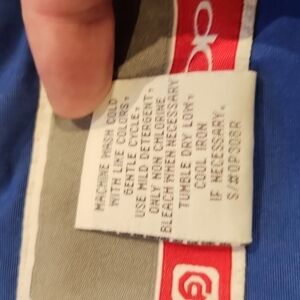 MACHINE WASH COLD
WITH LIKE COLORS,
GENTLE CYCLE,
USE MILD DETERGENT,
ONLY NON CHLORINE
BLEACH WHEN NECESSARY
TUMBLE DRY LOW,
COOL IRON
IF NECESSARY.